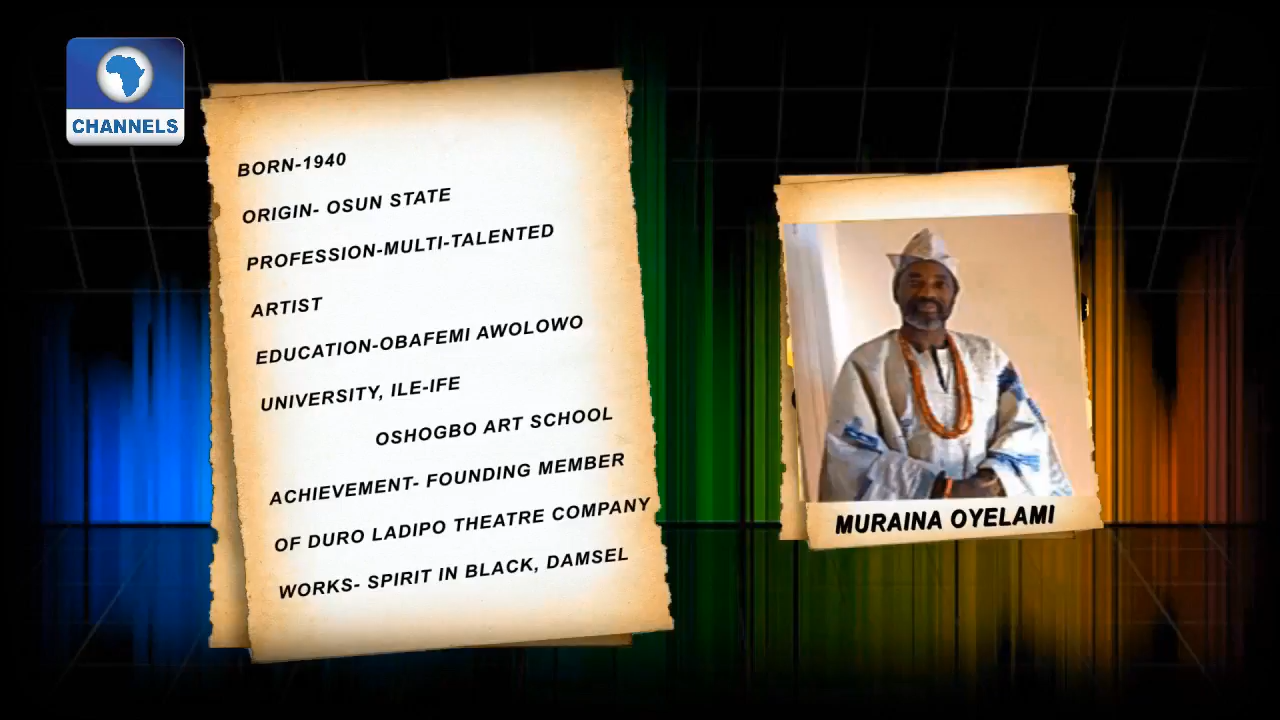 CHANNELS
BORN-1940
ORIGIN- OSUN STATE
PROFESSION-MULTI-TALENTED
ARTIST
EDUCATION-OBAFEMI AWOLOWO
UNIVERSITY, ILE-IFE
OSHOGBO ART SCHOOL
ACHIEVEMENT- FOUNDING MEMBER
OF DURO LADIPO THEATRE COMPANY
WORKS- SPIRIT IN BLACK, DAMSEL
MURAINA OYELAMI